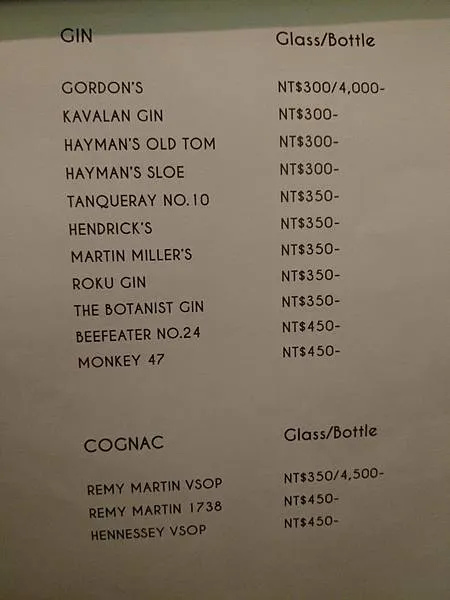 GIN Glass/Bottle
GORDON'S NT$300/4,000-
KAVALAN GIN NT$300-
HAYMAN'S OLD TOM NT$300-
HAYMAN'S SLOE NT$300-
TANQUERAY NO.10 NT$350-
HENDRICK'S NT$350-
MARTIN MILLER'S NT$350-
ROKU GIN NT$350-
THE BOTANIST GIN NT$350-
BEEFEATER NO.24 NT$450-
MONKEY 47 NT$450-
COGNAC Glass/Bottle
REMY MARTIN VSOP NT$350/4,500-
REMY MARTIN 1738 NT$450-
HENNESSEY VSOP NT$450-